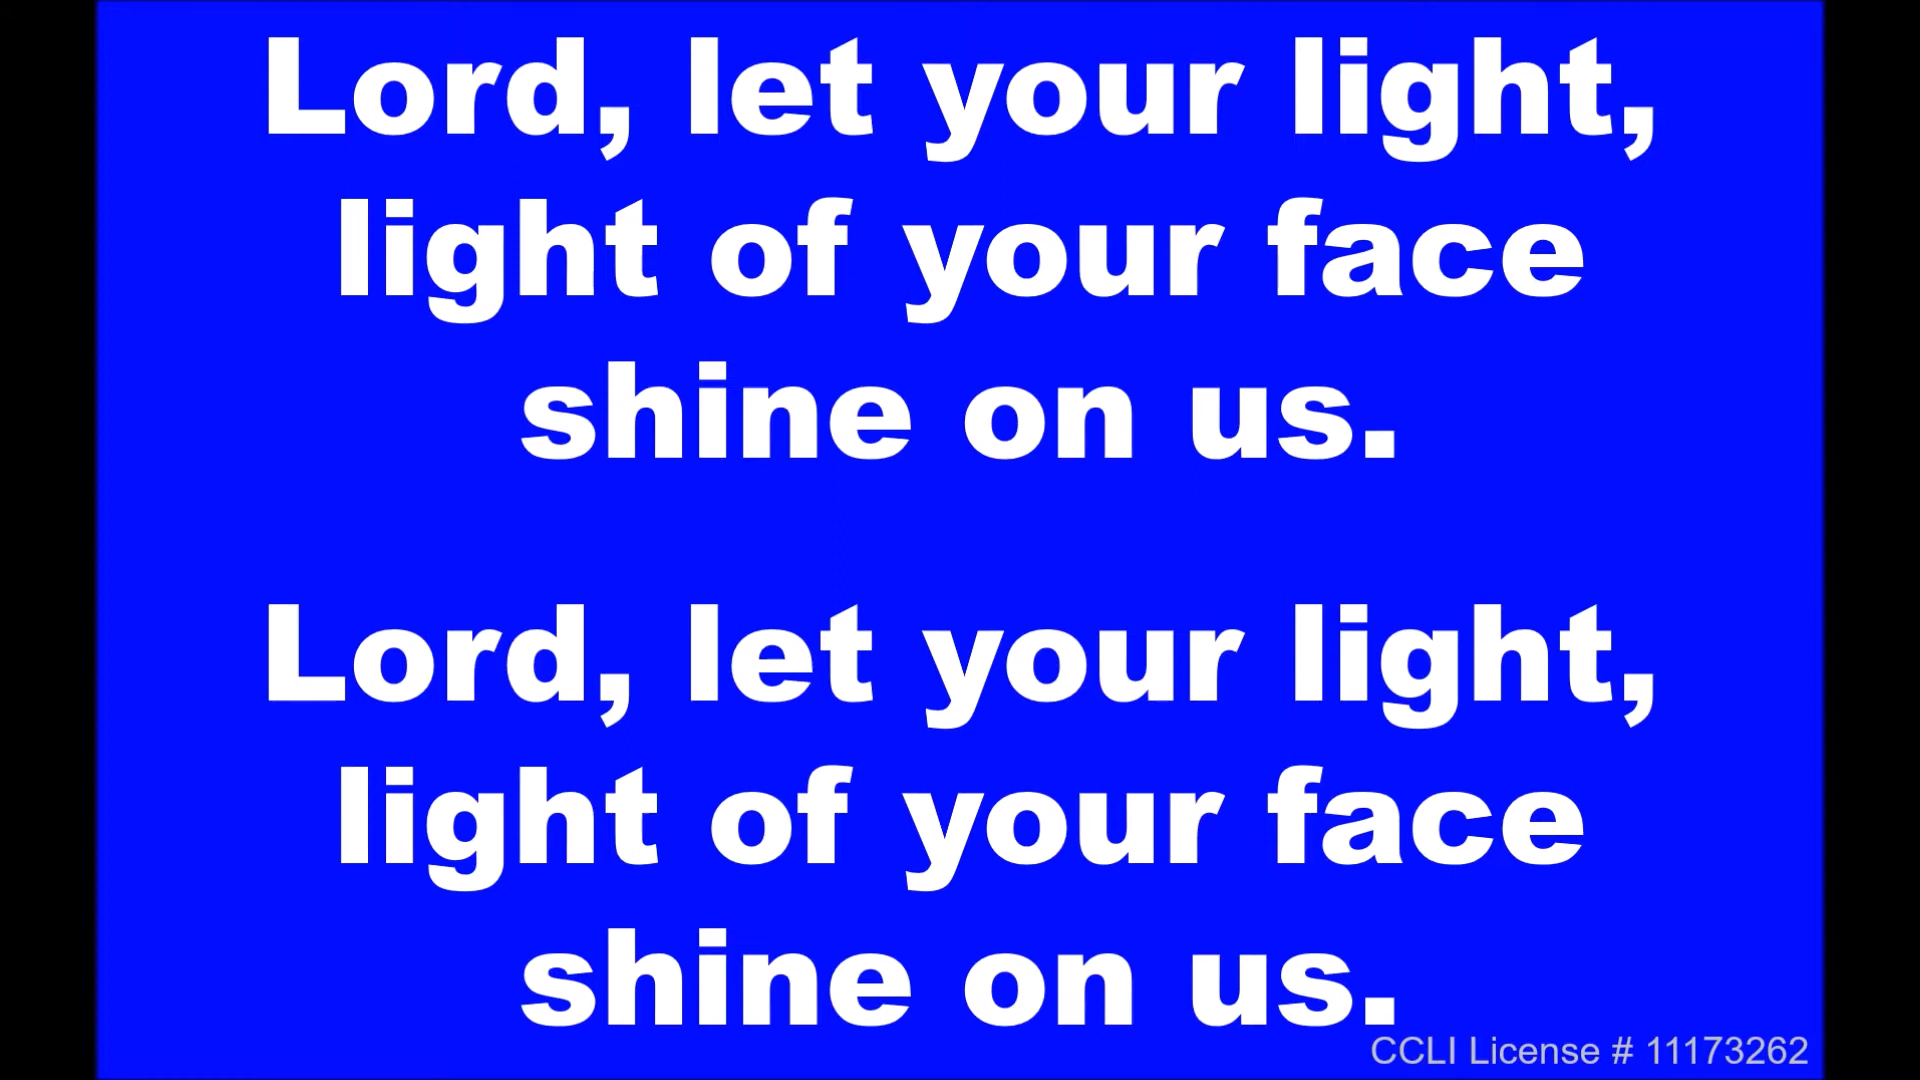 Lord, let your light,
light of your face
shine on us.
Lord, let your light,
light of your face
shine on us.
CCLI License # 11173262